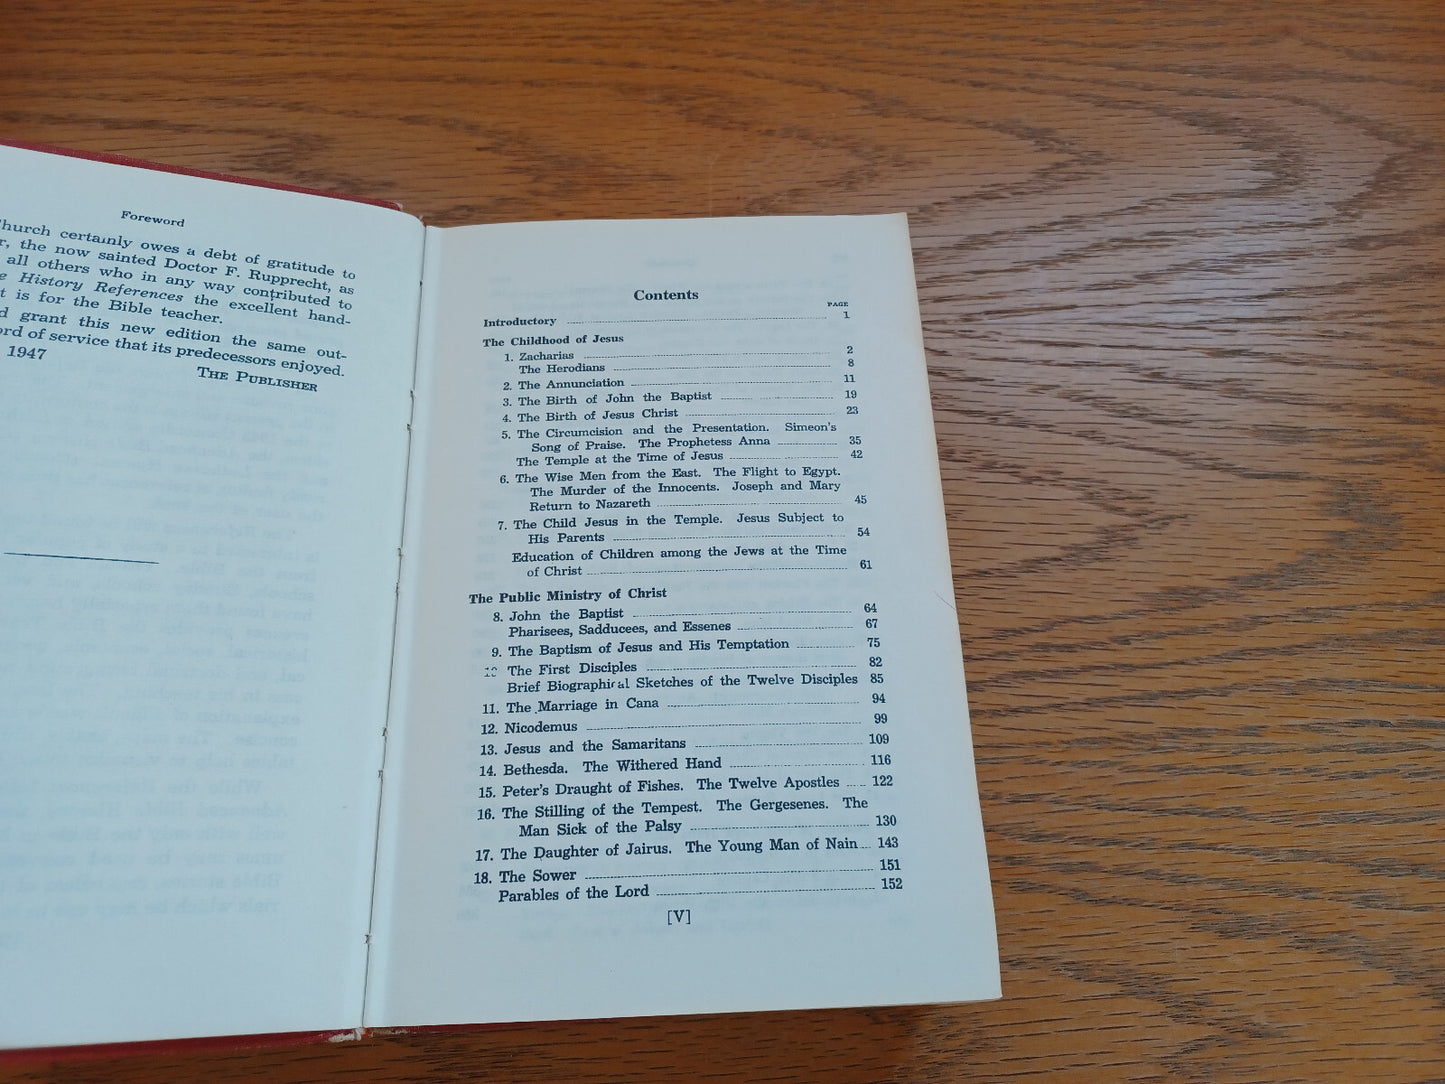 Foreword
Church certainly owes a debt of gratitude to
the now sainted Doctor F. Rupprecht, as
all others who in any way contributed to
History References the excellent hand-
is for the Bible teacher.
grant this new edition the same out-
of service that its predecessors enjoyed.
1947
THE PUBLISHER
Contents
PAGE
Introductory 1
The Childhood of Jesus
1. Zacharias 2
The Herodians 8
2. The Annunciation 11
3. The Birth of John the Baptist 19
4. The Birth of Jesus Christ 23
5. The Circumcision and the Presentation. Simeon's
Song of Praise. The Prophetess Anna 35
The Temple at the Time of Jesus 42
6. The Wise Men from the East. The Flight to Egypt.
The Murder of the Innocents. Joseph and Mary
Return to Nazareth 45
7. The Child Jesus in the Temple. Jesus Subject to
His Parents 54
Education of Children among the Jews at the Time
of Christ 61
The Public Ministry of Christ
8. John the Baptist 64
Pharisees, Sadducees, and Essenes 67
9. The Baptism of Jesus and His Temptation 75
10 The First Disciples 82
Brief Biographical Sketches of the Twelve Disciples 85
11. The Marriage in Cana 94
12. Nicodemus 99
13. Jesus and the Samaritans 109
14. Bethesda. The Withered Hand 116
15. Peter's Draught of Fishes. The Twelve Apostles 122
16. The Stilling of the Tempest. The Gergesenes. The
Man Sick of the Palsy 130
17. The Daughter of Jairus. The Young Man of Nain 143
18. The Sower 151
Parables of the Lord 152
[V]